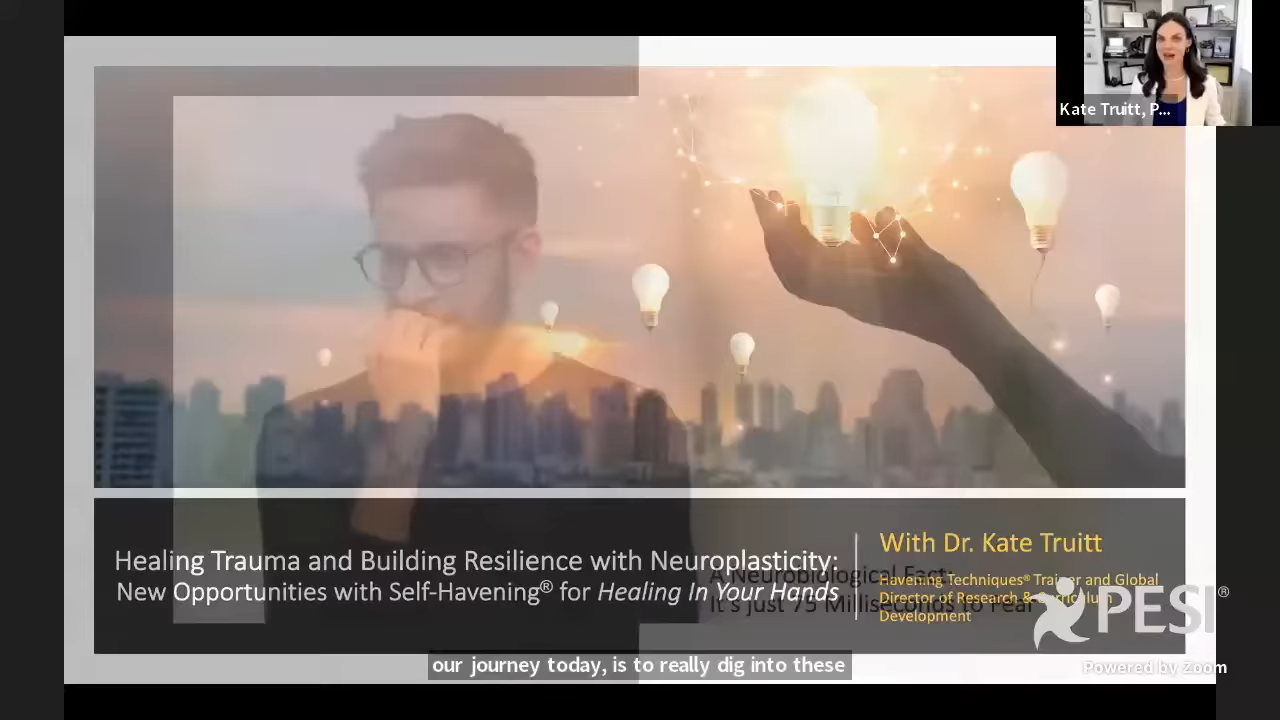 Kate Truitt, P...
Healing Trauma and Building Resilience with Neuroplasticity:
New Opportunities with Self-Havening® for Healing In Your Hands
With Dr. Kate Truitt
Havening Techniques® Trainer and Global
Director of Research & Curriculum
Development
A Neurobiological Fact:
It's just 75 Milliseconds to Fear
PESI®
our journey today, is to really dig into these
Powered by Zoom